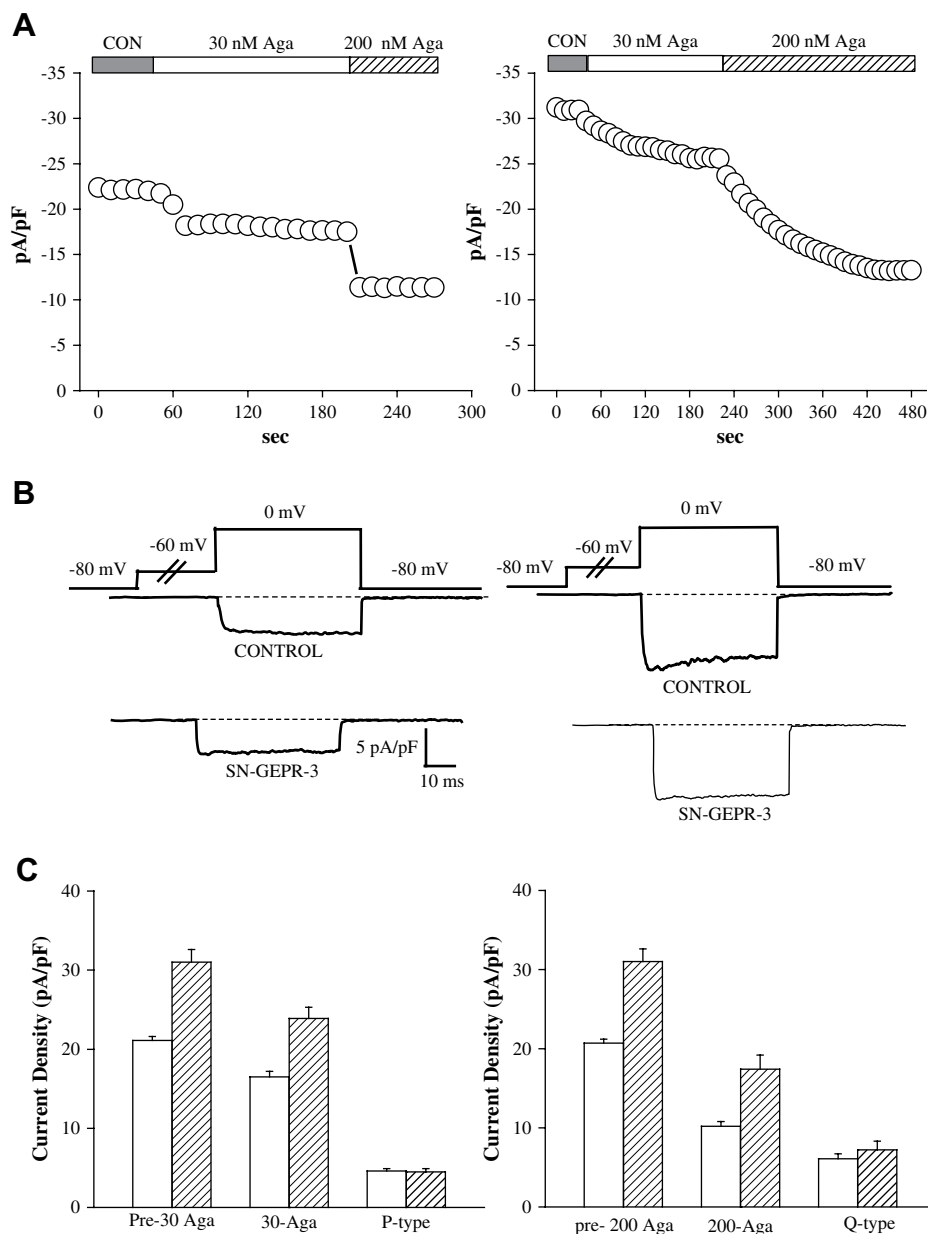 A
CON 30 nM Aga 200 nM Aga
-35
-30
-25
-20
-15
-10
-5
0
pA/pF
0 60 120 180 240 300
sec
CON 30 nM Aga 200 nM Aga
-35
-30
-25
-20
-15
-10
-5
0
pA/pF
0 60 120 180 240 300 360 420 480
sec
B
0 mV
-60 mV
-80 mV -80 mV
CONTROL
SN-GEPR-3
5 pA/pF
10 ms
0 mV
-60 mV
-80 mV -80 mV
CONTROL
SN-GEPR-3
C
40
30
20
10
0
Current Density (pA/pF)
Pre-30 Aga 30-Aga P-type
40
30
20
10
0
Current Density (pA/pF)
pre- 200 Aga 200-Aga Q-type